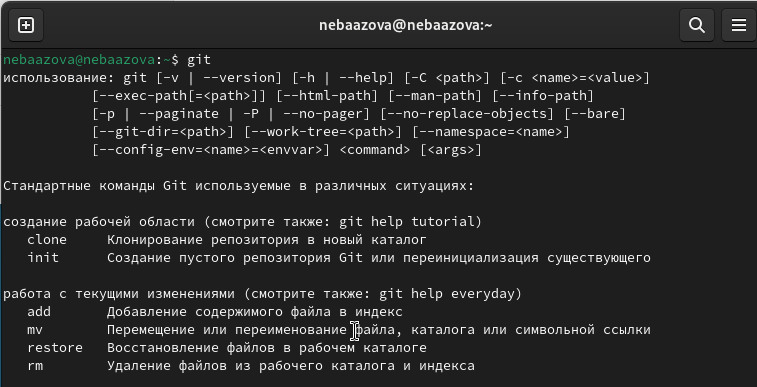 nebaazova@nebaazova:~
nebaazova@nebaazova:~$ git
использование: git [-v | --version] [-h | --help] [-C <path>] [-c <name>=<value>]
[--exec-path[=<path>]] [--html-path] [--man-path] [--info-path]
[-p | --paginate | -P | --no-pager] [--no-replace-objects] [--bare]
[--git-dir=<path>] [--work-tree=<path>] [--namespace=<name>]
[--config-env=<name>=<envvar>] <command> [<args>]
Стандартные команды Git используемые в различных ситуациях:
создание рабочей области (смотрите также: git help tutorial)
clone Клонирование репозитория в новый каталог
init Создание пустого репозитория Git или переинициализация существующего
работа с текущими изменениями (смотрите также: git help everyday)
add Добавление содержимого файла в индекс
mv Перемещение или переименование файла, каталога или символьной ссылки
restore Восстановление файлов в рабочем каталоге
rm Удаление файлов из рабочего каталога и индекса